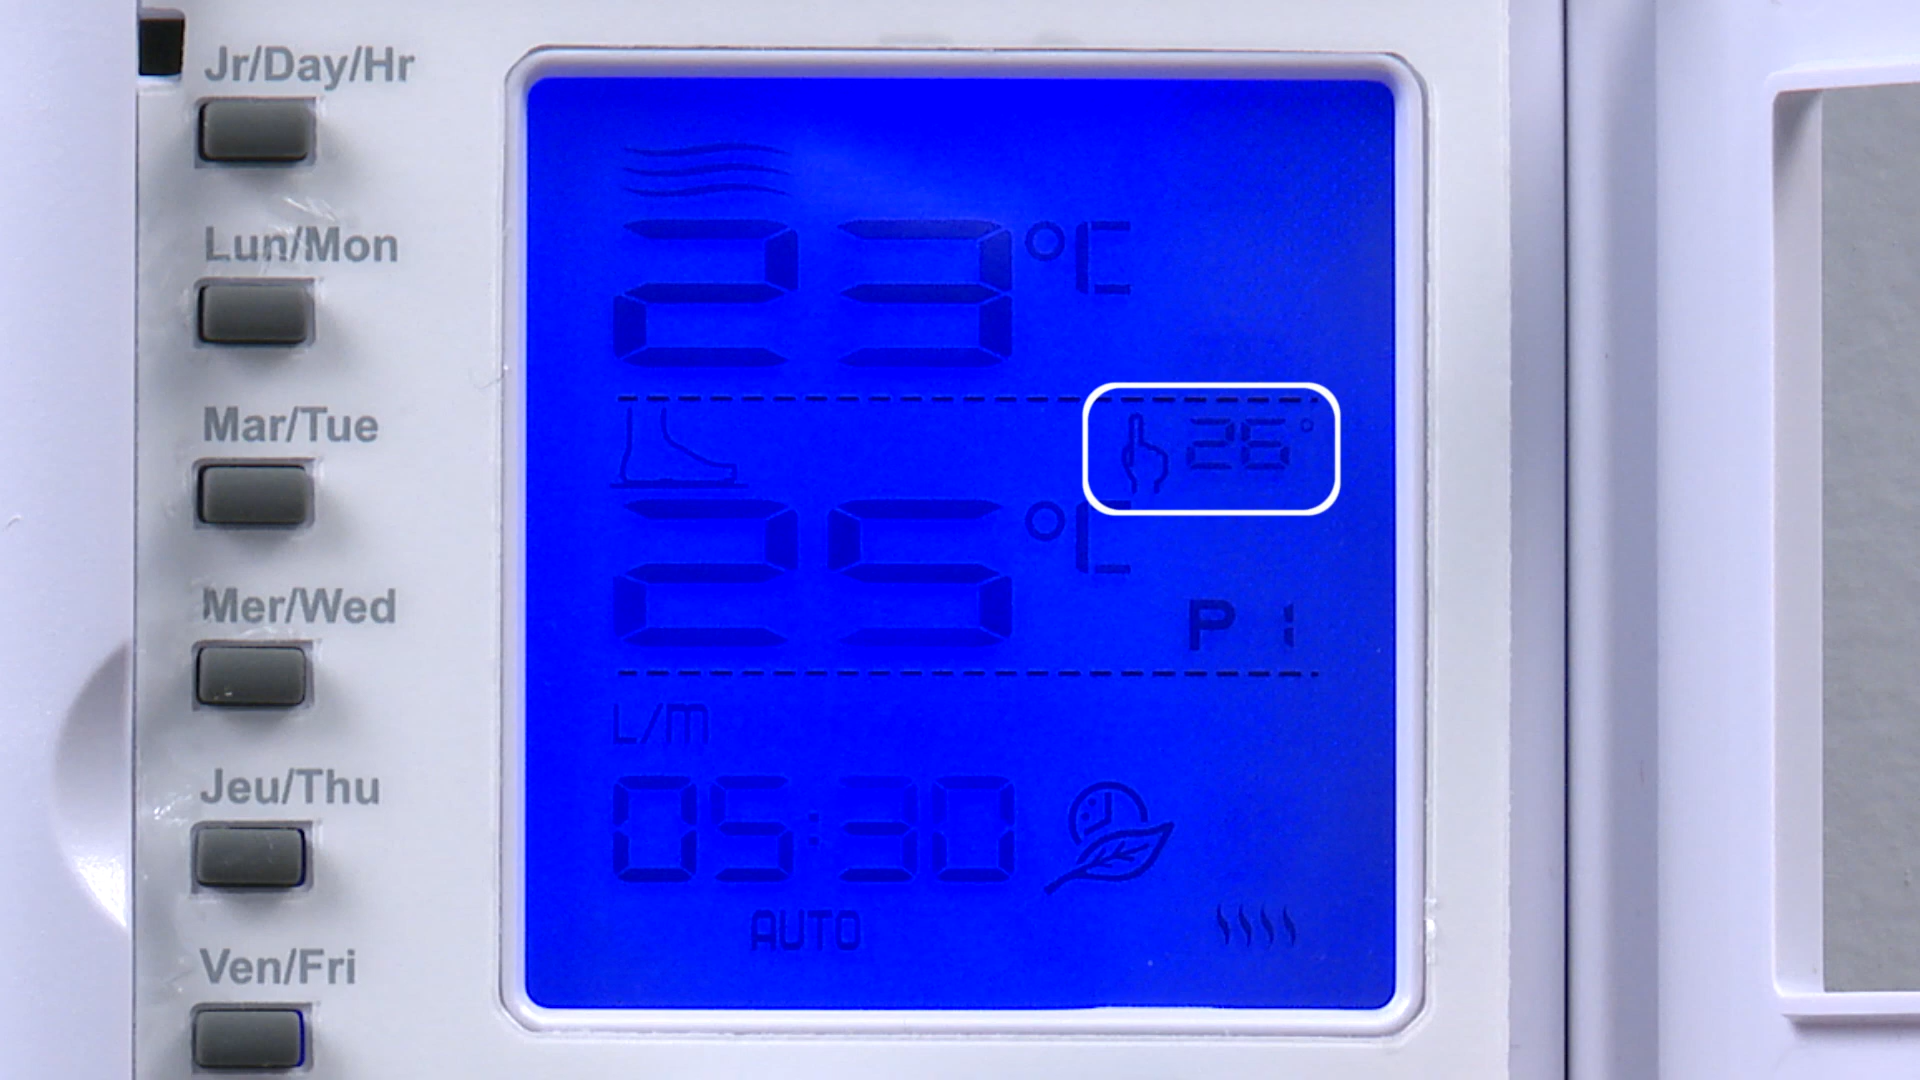 Jr/Day/Hr
Lun/Mon
Mar/Tue
Mer/Wed
Jeu/Thu
Ven/Fri
23°C
26°
25°C
P 1
L/m
05:30
AUTO